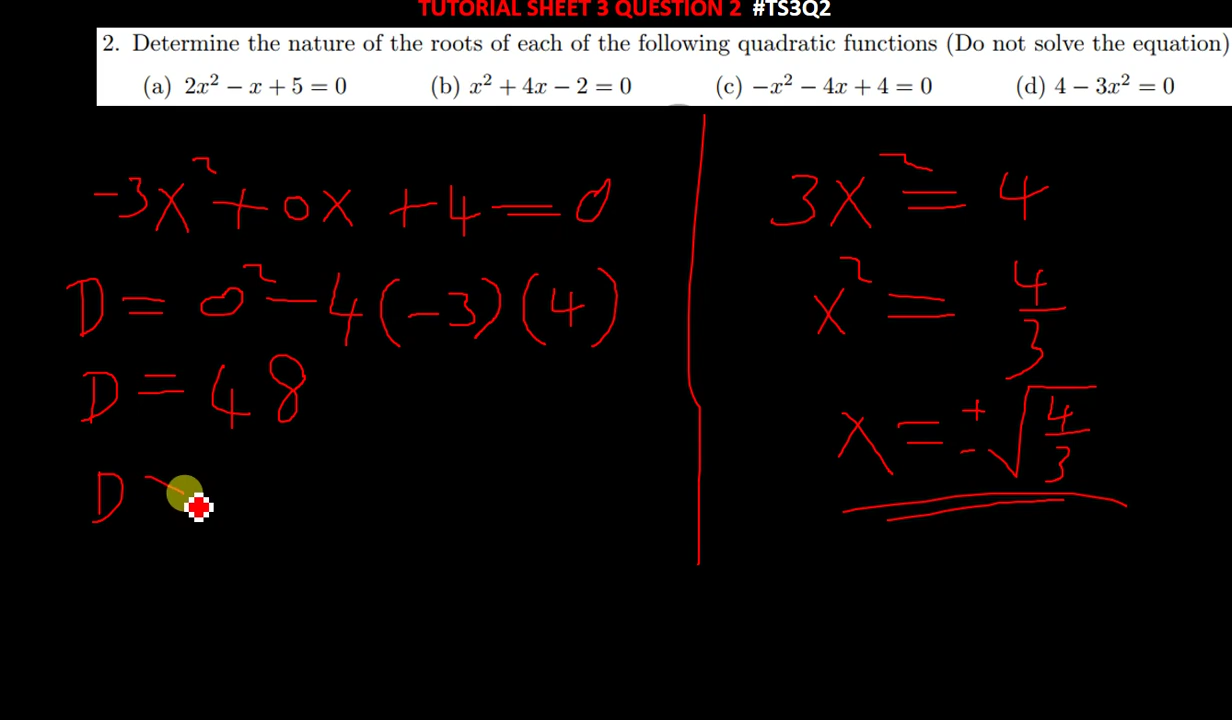 TUTORIAL SHEET 3 QUESTION 2 #TS3Q2
2. Determine the nature of the roots of each of the following quadratic functions (Do not solve the equation)
(a) 2x² − x + 5 = 0 (b) x² + 4x − 2 = 0 (c) −x² − 4x + 4 = 0 (d) 4 − 3x² = 0
-3x² + 0x + 4 = 0
D = 0² - 4(-3)(4)
D = 48
D
3x² = 4
x² = 4/3
x = ±√(4/3)